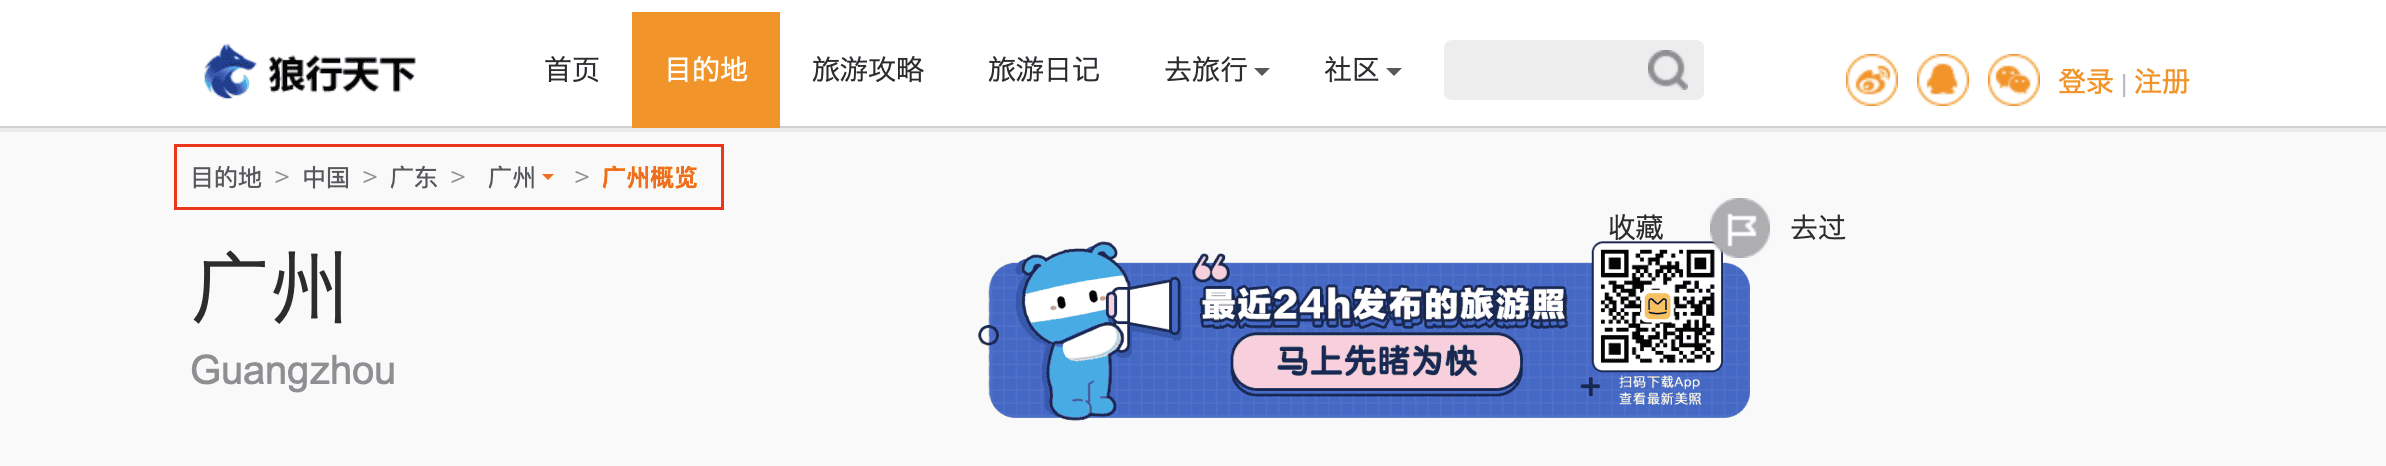 狼行天下 首页 目的地 旅游攻略 旅游日记 去旅行 社区 登录 | 注册
目的地 > 中国 > 广东 > 广州 > 广州概览
收藏 去过
广州
Guangzhou
最近24h发布的旅游照
马上先睹为快
扫码下载App
查看最新美照